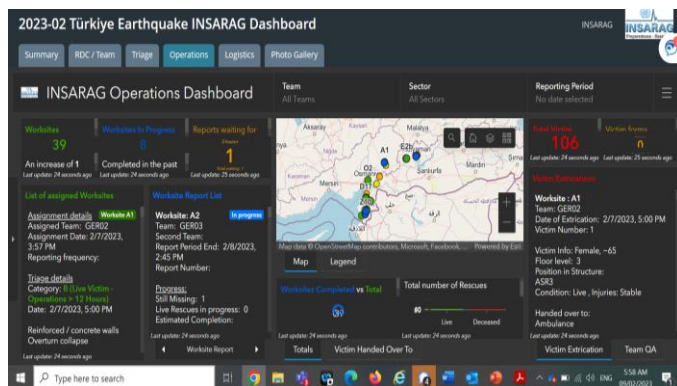 2023-02 Türkiye Earthquake INSARAG Dashboard
INSARAG
INSARAG
Summary
RDC / Team
Triage
Operations
Logistics
Photo Gallery
INSARAG Operations Dashboard
Team
All Teams
Sector
All Sectors
Reporting Period
No date selected
Worksites
39
An increase of 1
Last update: 24 seconds ago
Worksites In Progress
8
Completed in the past
Last update: 24 seconds ago
Reports waiting for
1
Last update: 25 seconds ago
List of assigned Worksites
Assignment details
Worksite A1
Assigned Team: GER02
Assignment Date: 2/7/2023,
3:57 PM
Reporting frequency:
Triage details
Category: B (Live Victim -
Operations > 12 Hours)
Date: 2/7/2023, 5:00 PM
Reinforced / concrete walls
Overturn collapse
Last update: 24 seconds ago
Worksite Report List
Worksite: A2
In progress
Team: GER03
Second Team:
Report Period End: 2/8/2023,
2:45 PM
Report Number:
Progress:
Still Missing: 1
Live Rescues in progress: 0
Estimated Completion:
Last update: 24 seconds ago
Worksite Report
Aksaray
Kayseri
Malatya
A1
E2b
Karaman
Mersin
Sanliurfa
Mardin
O2
Map data © OpenStreetMap contributors, Microsoft, Facebook, ...
Powered by Esri
Map
Legend
Worksites Completed vs Total
Last update: 24 seconds ago
Total number of Rescues
Live
Deceased
Last update: 24 seconds ago
Totals
Victim Handed Over To
Total Victims
106
Last update: 24 seconds ago
Victim forms
0
Last update: 25 seconds ago
Victim Extrications
Worksite : A1
Team: GER02
Date of Extrication: 2/7/2023, 5:00 PM
Victim Number: 1
Victim Info: Female, ~65
Floor level: 3
Position in Structure:
ASR3
Condition: Live , Injuries: Stable
Handed over to:
Ambulance
Last update: 24 seconds ago
Victim Extrication
Team QA
Type here to search
ENG
5:58 AM
09/02/2023